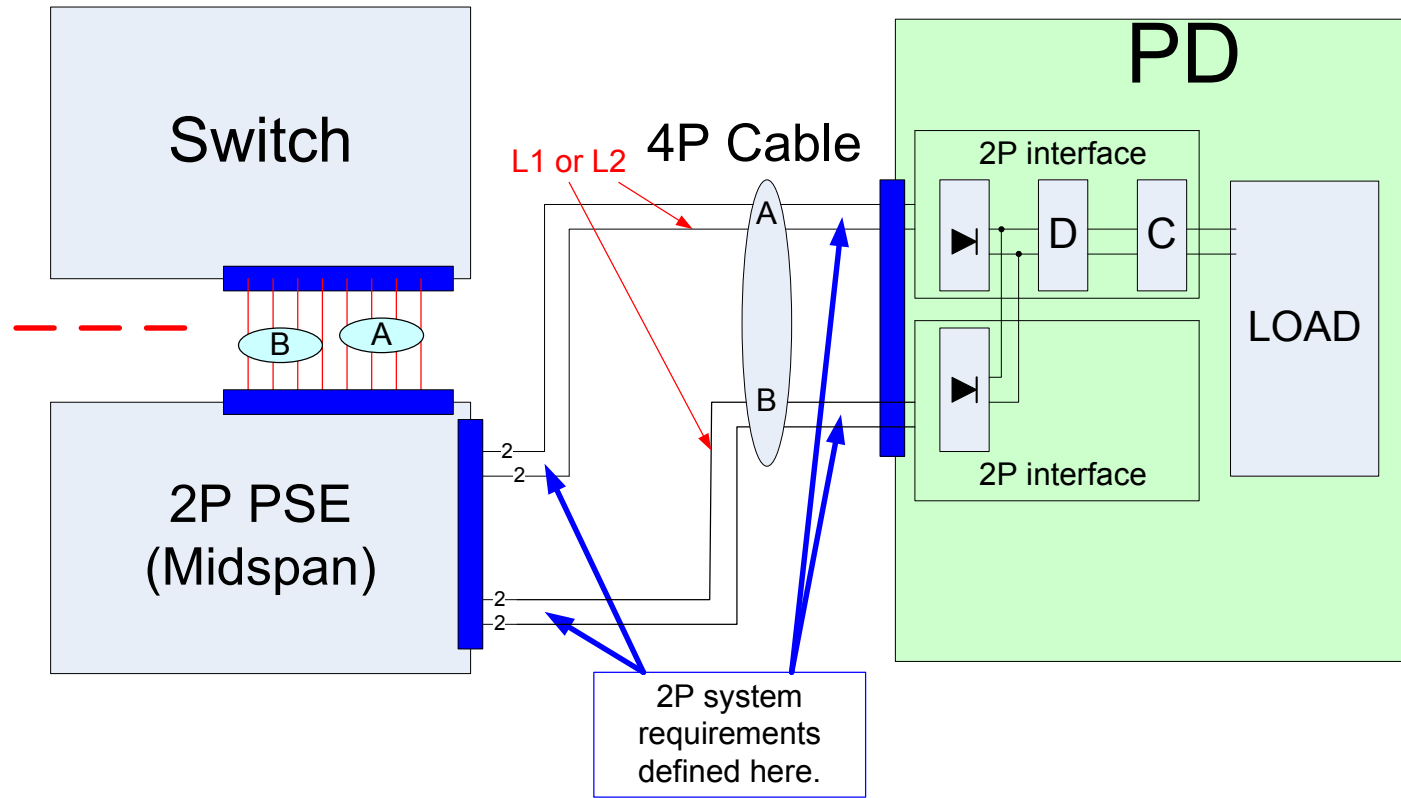 PD
Switch
4P Cable
L1 or L2
2P interface
A
D
C
LOAD
B
A
B
2P interface
2
2
2P PSE
(Midspan)
2
2
2P system
requirements
defined here.